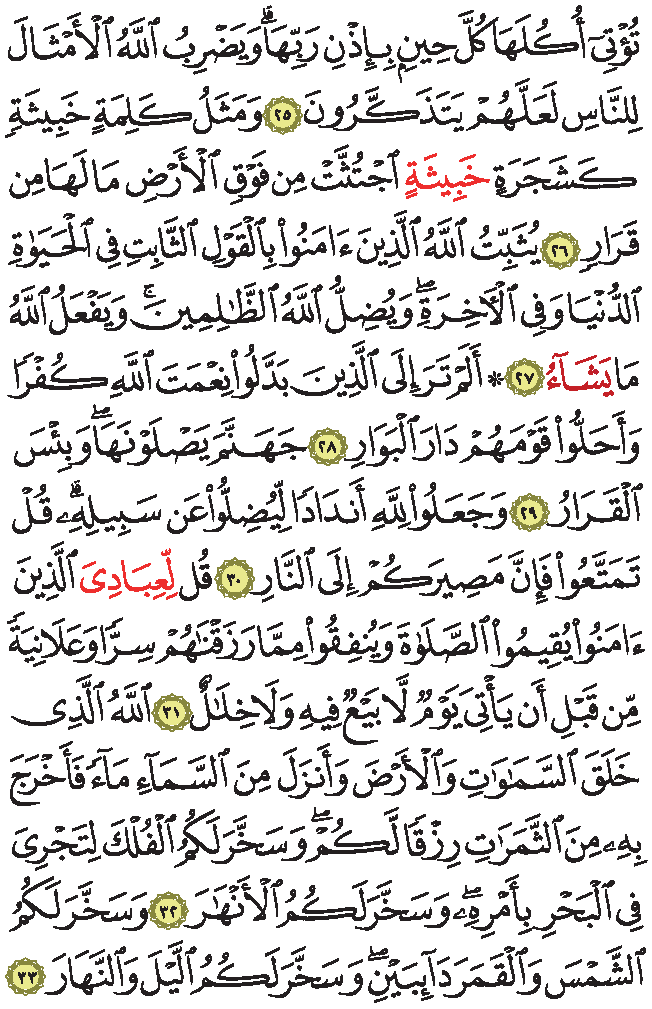 تُؤْتِىٓ أُكُلَهَا كُلَّ حِينٍۭ بِإِذْنِ رَبِّهَاۗ وَيَضْرِبُ ٱللَّهُ ٱلْأَمْثَالَ
لِلنَّاسِ لَعَلَّهُمْ يَتَذَكَّرُونَ ٢٥ وَمَثَلُ كَلِمَةٍ خَبِيثَةٍ
كَشَجَرَةٍ خَبِيثَةٍ ٱجْتُثَّتْ مِن فَوْقِ ٱلْأَرْضِ مَا لَهَا مِن
قَرَارٍ ٢٦ يُثَبِّتُ ٱللَّهُ ٱلَّذِينَ ءَامَنُوا۟ بِٱلْقَوْلِ ٱلثَّابِتِ فِى ٱلْحَيَوٰةِ
ٱلدُّنْيَا وَفِى ٱلْأَخِرَةِۖ وَيُضِلُّ ٱللَّهُ ٱلظَّٰلِمِينَۚ وَيَفْعَلُ ٱللَّهُ
مَا يَشَآءُ ٢٧ ۞ أَلَمْ تَرَ إِلَى ٱلَّذِينَ بَدَّلُوا۟ نِعْمَتَ ٱللَّهِ كُفْرًا
وَأَحَلُّوا۟ قَوْمَهُمْ دَارَ ٱلْبَوَارِ ٢٨ جَهَنَّمَ يَصْلَوْنَهَاۖ وَبِئْسَ
ٱلْقَرَارُ ٢٩ وَجَعَلُوا۟ لِلَّهِ أَندَادًا لِّيُضِلُّوا۟ عَن سَبِيلِهِۦۗ قُلْ
تَمَتَّعُوا۟ فَإِنَّ مَصِيرَكُمْ إِلَى ٱلنَّارِ ٣٠ قُل لِّعِبَادِىَ ٱلَّذِينَ
ءَامَنُوا۟ يُقِيمُوا۟ ٱلصَّلَوٰةَ وَيُنفِقُوا۟ مِمَّا رَزَقْنَٰهُمْ سِرًّا وَعَلَانِيَةً
مِّن قَبْلِ أَن يَأْتِىَ يَوْمٌ لَّا بَيْعٌ فِيهِ وَلَا خِلَٰلٌ ٣١ ٱللَّهُ ٱلَّذِى
خَلَقَ ٱلسَّمَٰوَٰتِ وَٱلْأَرْضَ وَأَنزَلَ مِنَ ٱلسَّمَآءِ مَآءً فَأَخْرَجَ
بِهِۦ مِنَ ٱلثَّمَرَٰتِ رِزْقًا لَّكُمْۖ وَسَخَّرَ لَكُمُ ٱلْفُلْكَ لِتَجْرِىَ
فِى ٱلْبَحْرِ بِأَمْرِهِۦۖ وَسَخَّرَ لَكُمُ ٱلْأَنْهَٰرَ ٣٢ وَسَخَّرَ لَكُمُ
ٱلشَّمْسَ وَٱلْقَمَرَ دَآئِبَيْنِۖ وَسَخَّرَ لَكُمُ ٱلَّيْلَ وَٱلنَّهَارَ ٣٣